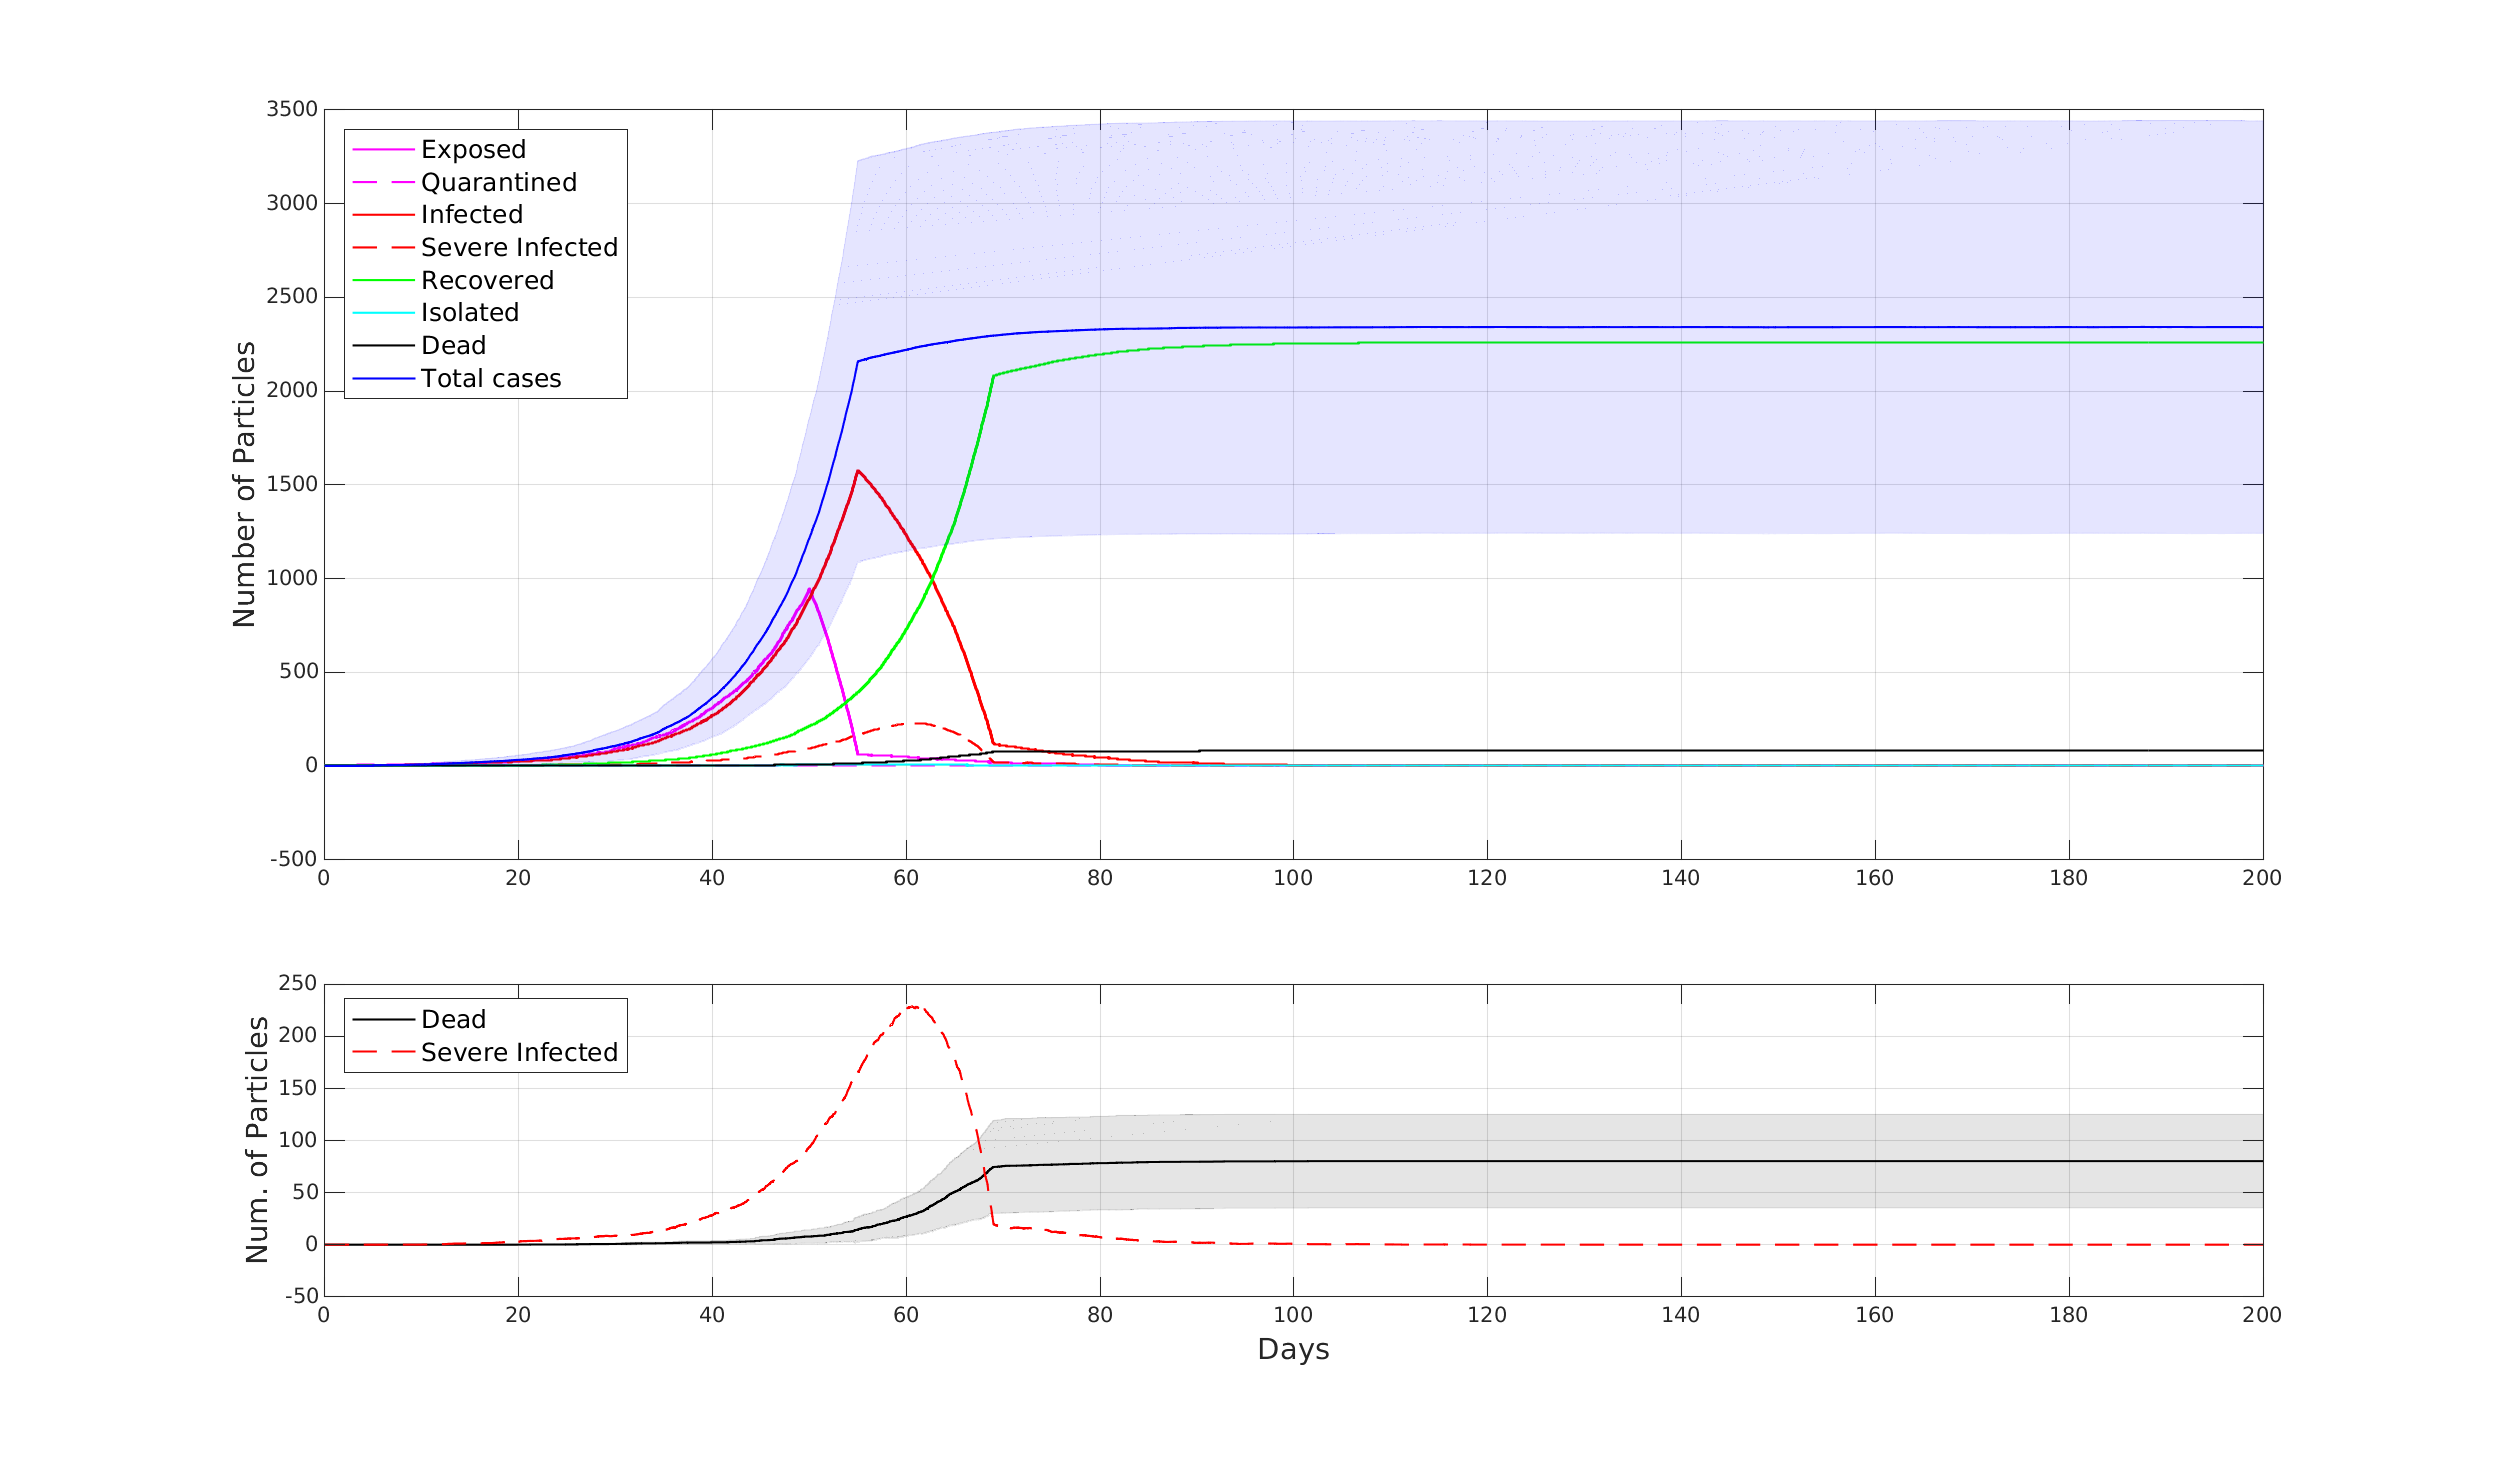 3500
3000
2500
2000
1500
1000
500
0
-500
Number of Particles
Exposed
Quarantined
Infected
Severe Infected
Recovered
Isolated
Dead
Total cases
0 20 40 60 80 100 120 140 160 180 200
250
200
150
100
50
0
-50
Num. of Particles
Dead
Severe Infected
0 20 40 60 80 100 120 140 160 180 200
Days